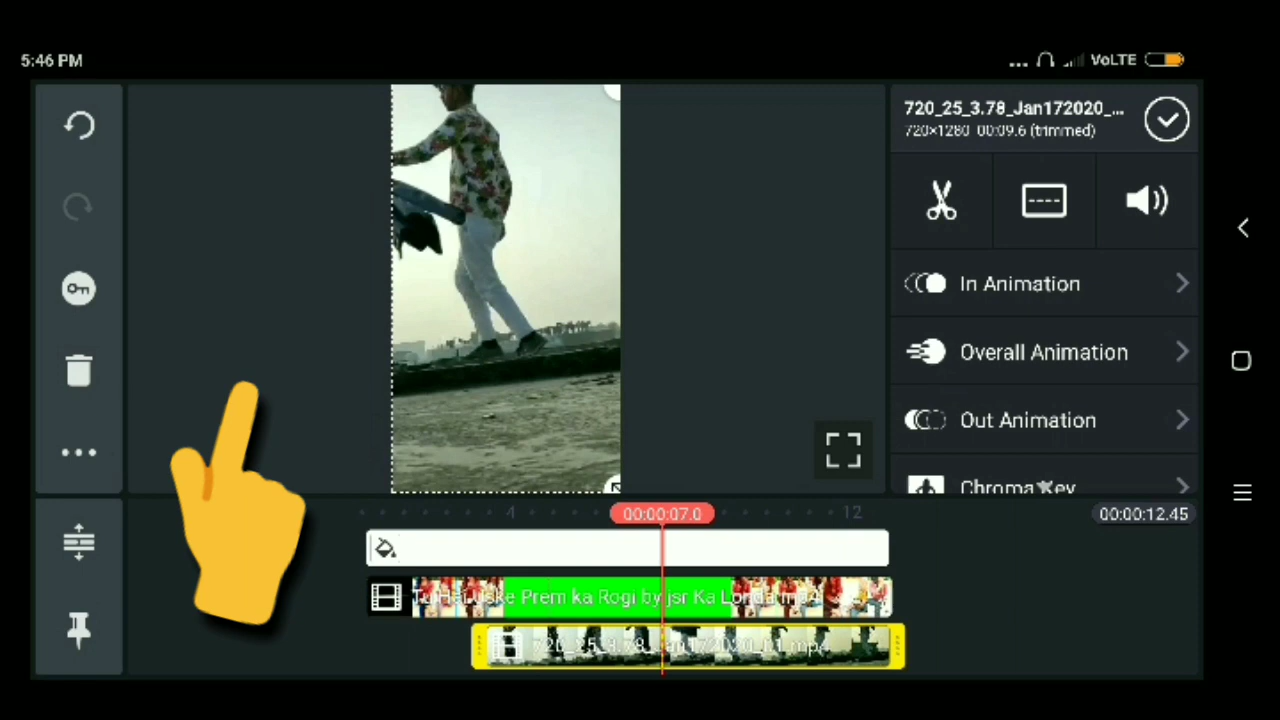 5:46 PM
VoLTE
720_25_3.78_Jan172020_...
720×1280 00:09.6 (trimmed)
In Animation
Overall Animation
Out Animation
Chroma Key
4
00:00:07.0
12
00:00:12.45
Tu Hai Uske Prem ka Rogi by jsr Ka Londa.mp4
720_25_3.78_Jan172020_01.mp4